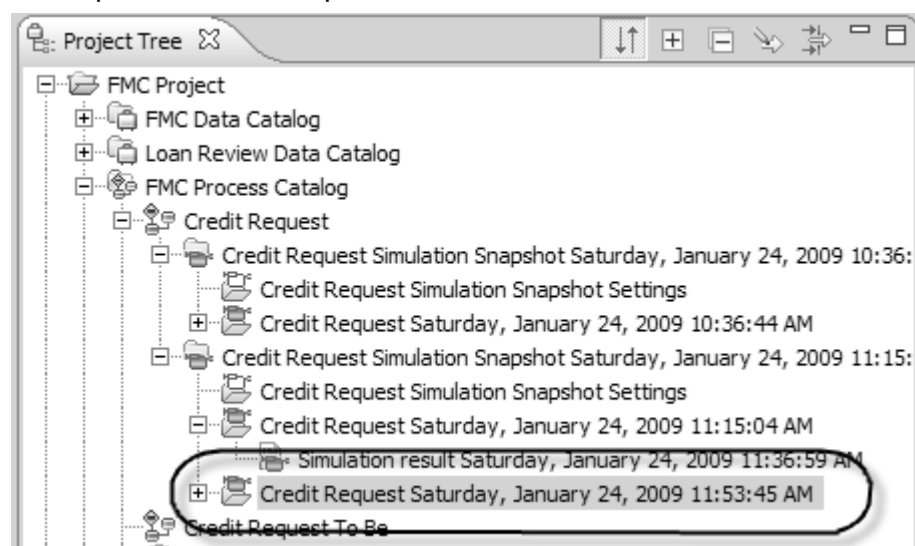 Project Tree
FMC Project
FMC Data Catalog
Loan Review Data Catalog
FMC Process Catalog
Credit Request
Credit Request Simulation Snapshot Saturday, January 24, 2009 10:36:
Credit Request Simulation Snapshot Settings
Credit Request Saturday, January 24, 2009 10:36:44 AM
Credit Request Simulation Snapshot Saturday, January 24, 2009 11:15:
Credit Request Simulation Snapshot Settings
Credit Request Saturday, January 24, 2009 11:15:04 AM
Simulation result Saturday, January 24, 2009 11:36:59 AM
Credit Request Saturday, January 24, 2009 11:53:45 AM
Credit Request To Be